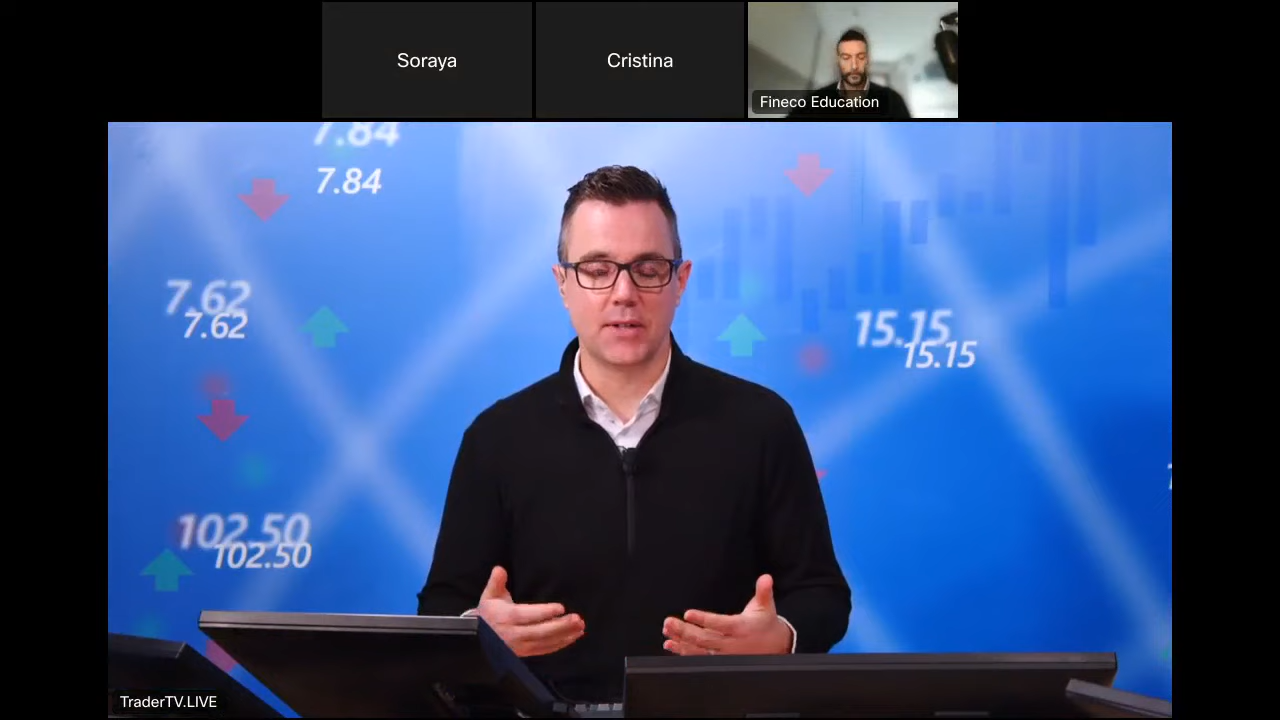 Soraya
Cristina
Fineco Education
7.84
7.84
7.62
7.62
15.15
15.15
102.50
102.50
TraderTV.LIVE